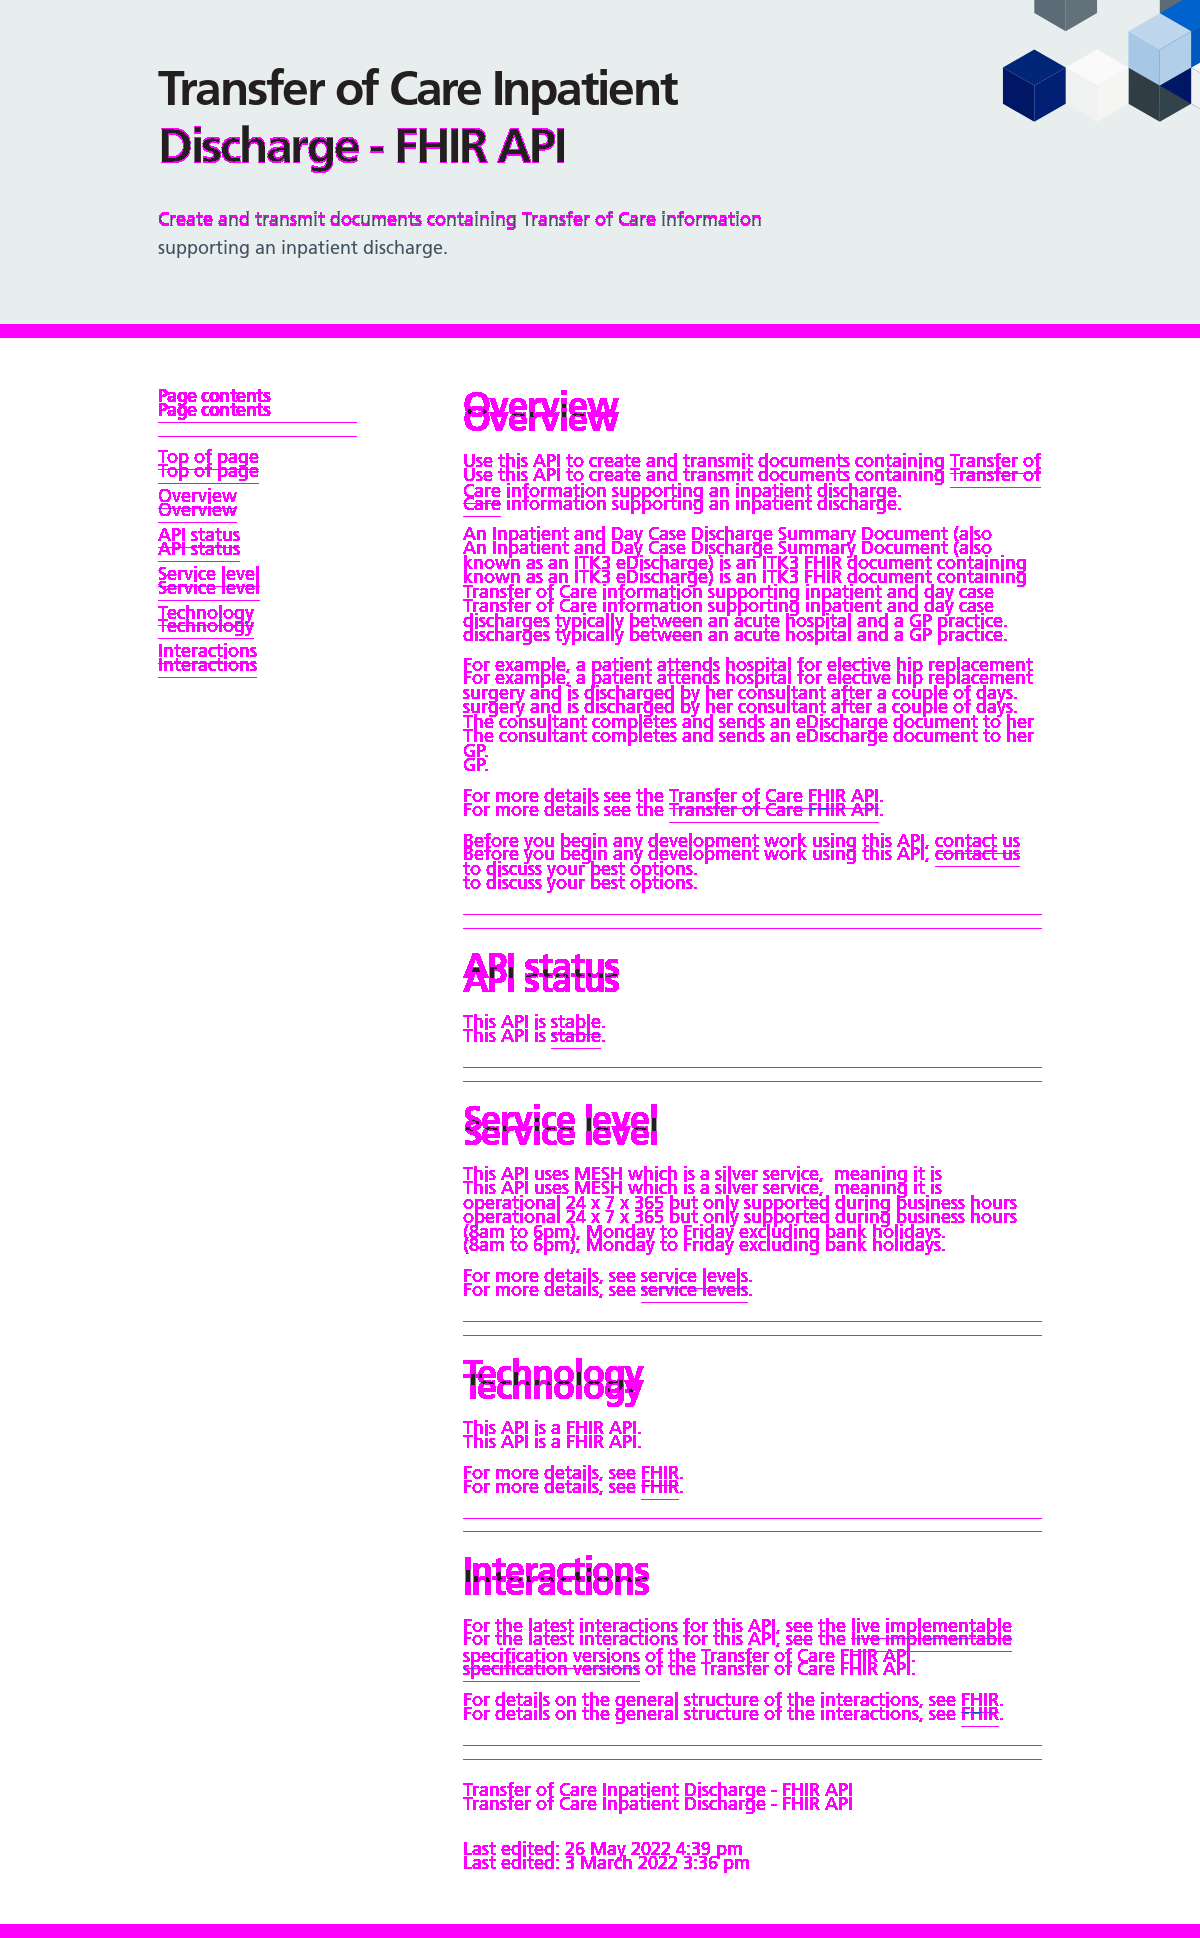 Transfer of Care Inpatient
Discharge - FHIR API
Create and transmit documents containing Transfer of Care information
supporting an inpatient discharge.
Page contents
Page contents
Top of page
Top of page
Overview
Overview
API status
API status
Service level
Service level
Technology
Technology
Interactions
Interactions
Overview
Overview
Use this API to create and transmit documents containing Transfer of
Use this API to create and transmit documents containing Transfer of
Care information supporting an inpatient discharge.
Care information supporting an inpatient discharge.
An Inpatient and Day Case Discharge Summary Document (also
An Inpatient and Day Case Discharge Summary Document (also
known as an ITK3 eDischarge) is an ITK3 FHIR document containing
known as an ITK3 eDischarge) is an ITK3 FHIR document containing
Transfer of Care information supporting inpatient and day case
Transfer of Care information supporting inpatient and day case
discharges typically between an acute hospital and a GP practice.
discharges typically between an acute hospital and a GP practice.
For example, a patient attends hospital for elective hip replacement
For example, a patient attends hospital for elective hip replacement
surgery and is discharged by her consultant after a couple of days.
surgery and is discharged by her consultant after a couple of days.
The consultant completes and sends an eDischarge document to her
The consultant completes and sends an eDischarge document to her
GP.
GP.
For more details see the Transfer of Care FHIR API.
For more details see the Transfer of Care FHIR API.
Before you begin any development work using this API, contact us
Before you begin any development work using this API, contact us
to discuss your best options.
to discuss your best options.
API status
API status
This API is stable.
This API is stable.
Service level
Service level
This API uses MESH which is a silver service,  meaning it is
This API uses MESH which is a silver service,  meaning it is
operational 24 x 7 x 365 but only supported during business hours
operational 24 x 7 x 365 but only supported during business hours
(8am to 6pm), Monday to Friday excluding bank holidays.
(8am to 6pm), Monday to Friday excluding bank holidays.
For more details, see service levels.
For more details, see service levels.
Technology
Technology
This API is a FHIR API.
This API is a FHIR API.
For more details, see FHIR.
For more details, see FHIR.
Interactions
Interactions
For the latest interactions for this API, see the live implementable
For the latest interactions for this API, see the live implementable
specification versions of the Transfer of Care FHIR API.
specification versions of the Transfer of Care FHIR API.
For details on the general structure of the interactions, see FHIR.
For details on the general structure of the interactions, see FHIR.
Transfer of Care Inpatient Discharge - FHIR API
Transfer of Care Inpatient Discharge - FHIR API
Last edited: 26 May 2022 4:39 pm
Last edited: 3 March 2022 3:36 pm